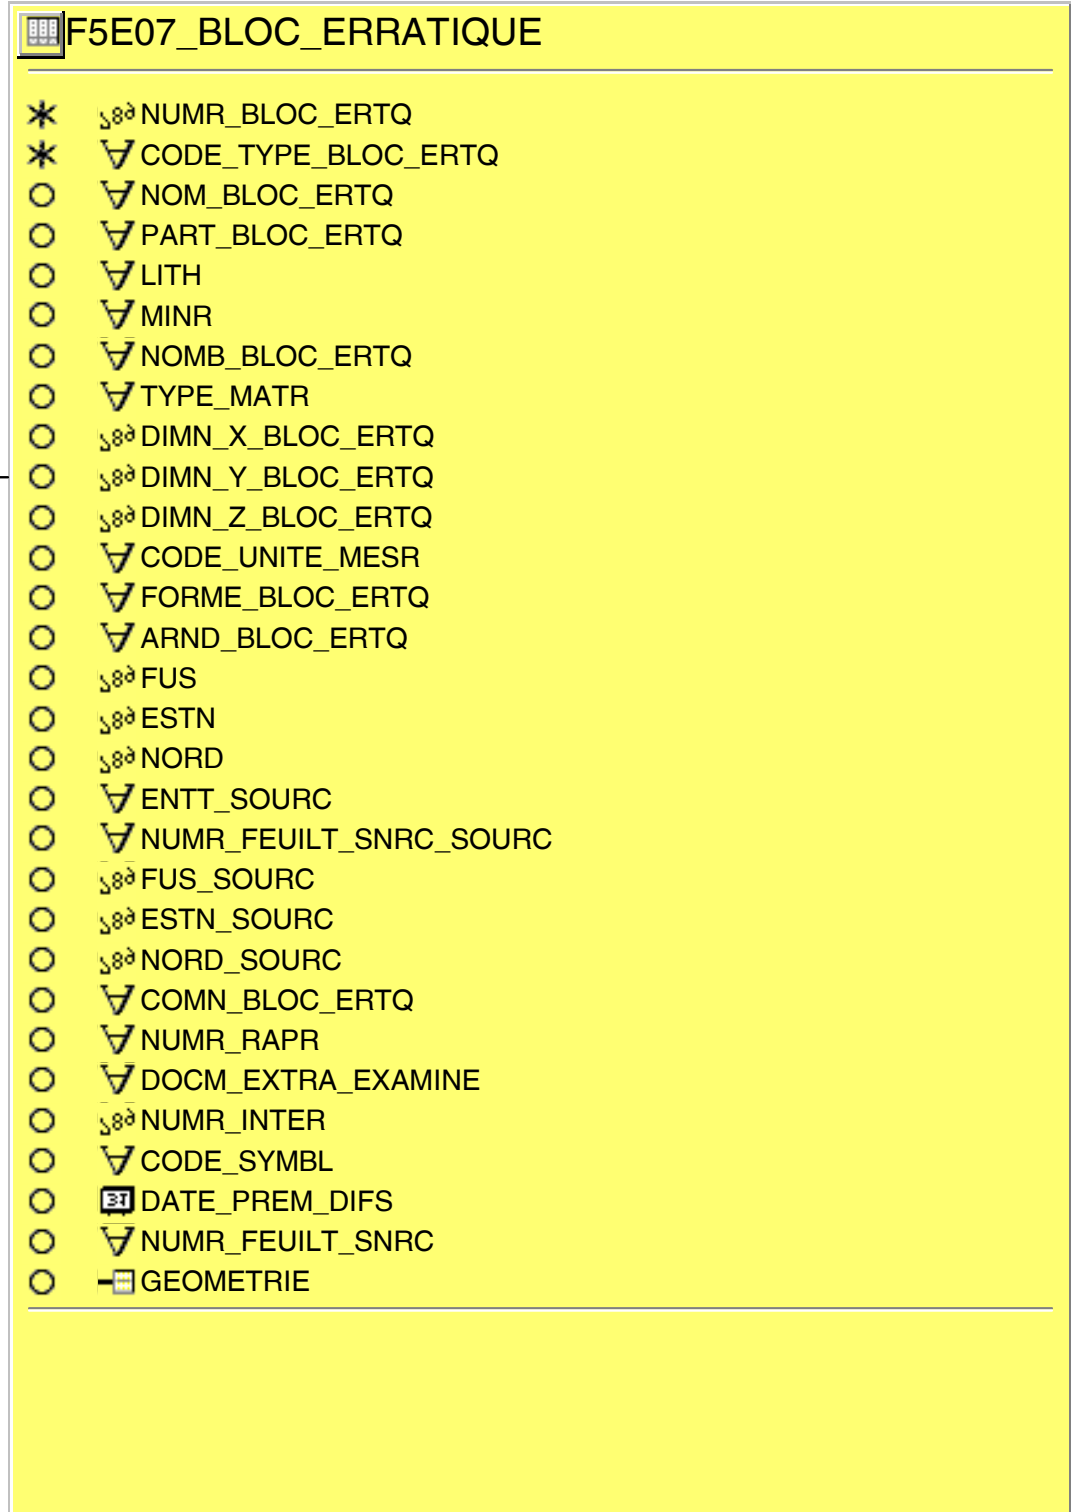 F5E07_BLOC_ERRATIQUE
NUMR_BLOC_ERTQ
CODE_TYPE_BLOC_ERTQ
NOM_BLOC_ERTQ
PART_BLOC_ERTQ
LITH
MINR
NOMB_BLOC_ERTQ
TYPE_MATR
DIMN_X_BLOC_ERTQ
DIMN_Y_BLOC_ERTQ
DIMN_Z_BLOC_ERTQ
CODE_UNITE_MESR
FORME_BLOC_ERTQ
ARND_BLOC_ERTQ
FUS
ESTN
NORD
ENTT_SOURC
NUMR_FEUILT_SNRC_SOURC
FUS_SOURC
ESTN_SOURC
NORD_SOURC
COMN_BLOC_ERTQ
NUMR_RAPR
DOCM_EXTRA_EXAMINE
NUMR_INTER
CODE_SYMBL
DATE_PREM_DIFS
NUMR_FEUILT_SNRC
GEOMETRIE